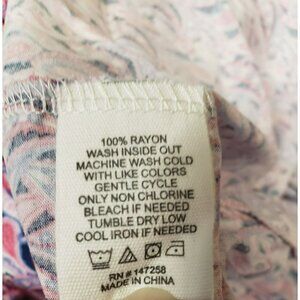 100% RAYON
WASH INSIDE OUT
MACHINE WASH COLD
WITH LIKE COLORS
GENTLE CYCLE
ONLY NON CHLORINE
BLEACH IF NEEDED
TUMBLE DRY LOW
COOL IRON IF NEEDED
RN # 147258
MADE IN CHINA